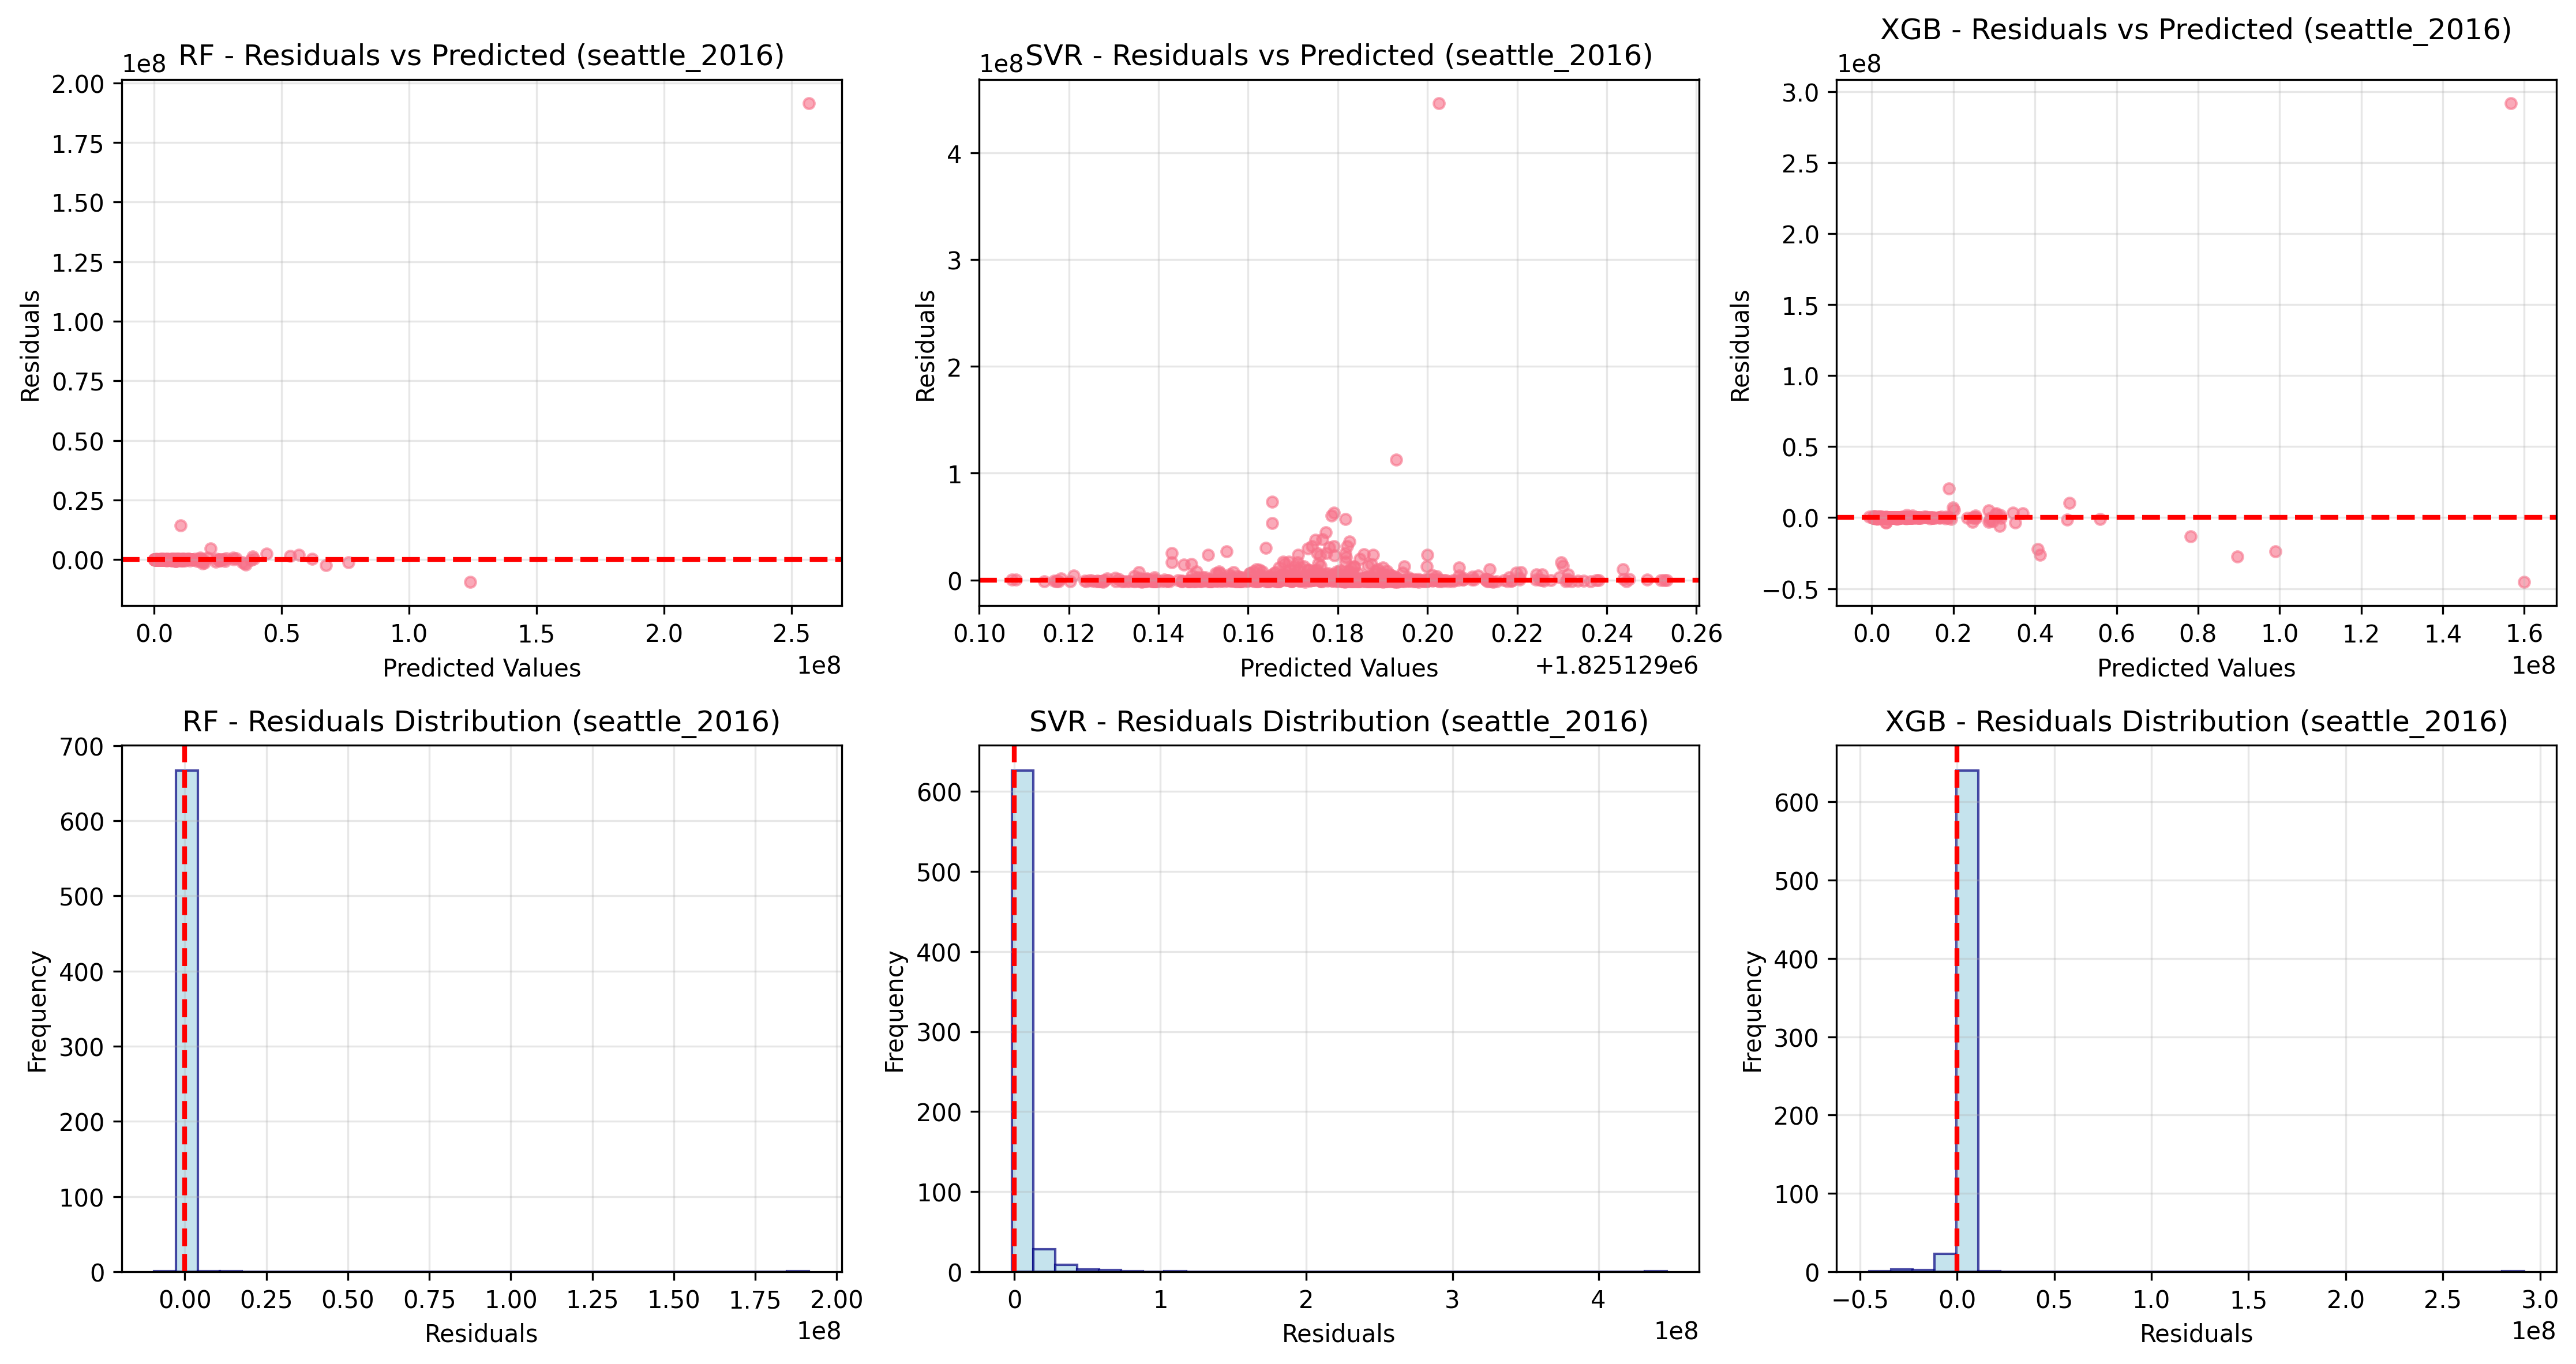 RF - Residuals vs Predicted (seattle_2016)
1e8
2.00
1.75
1.50
1.25
1.00
0.75
0.50
0.25
0.00
Residuals
0.0 0.5 1.0 1.5 2.0 2.5
Predicted Values
1e8
SVR - Residuals vs Predicted (seattle_2016)
1e8
4
3
2
1
0
Residuals
0.10 0.12 0.14 0.16 0.18 0.20 0.22 0.24 0.26
Predicted Values
+1.825129e6
XGB - Residuals vs Predicted (seattle_2016)
1e8
3.0
2.5
2.0
1.5
1.0
0.5
0.0
−0.5
Residuals
0.0 0.2 0.4 0.6 0.8 1.0 1.2 1.4 1.6
Predicted Values
1e8
RF - Residuals Distribution (seattle_2016)
700
600
500
400
300
200
100
0
Frequency
0.00 0.25 0.50 0.75 1.00 1.25 1.50 1.75 2.00
Residuals
1e8
SVR - Residuals Distribution (seattle_2016)
600
500
400
300
200
100
0
Frequency
0 1 2 3 4
Residuals
1e8
XGB - Residuals Distribution (seattle_2016)
600
500
400
300
200
100
0
Frequency
−0.5 0.0 0.5 1.0 1.5 2.0 2.5 3.0
Residuals
1e8